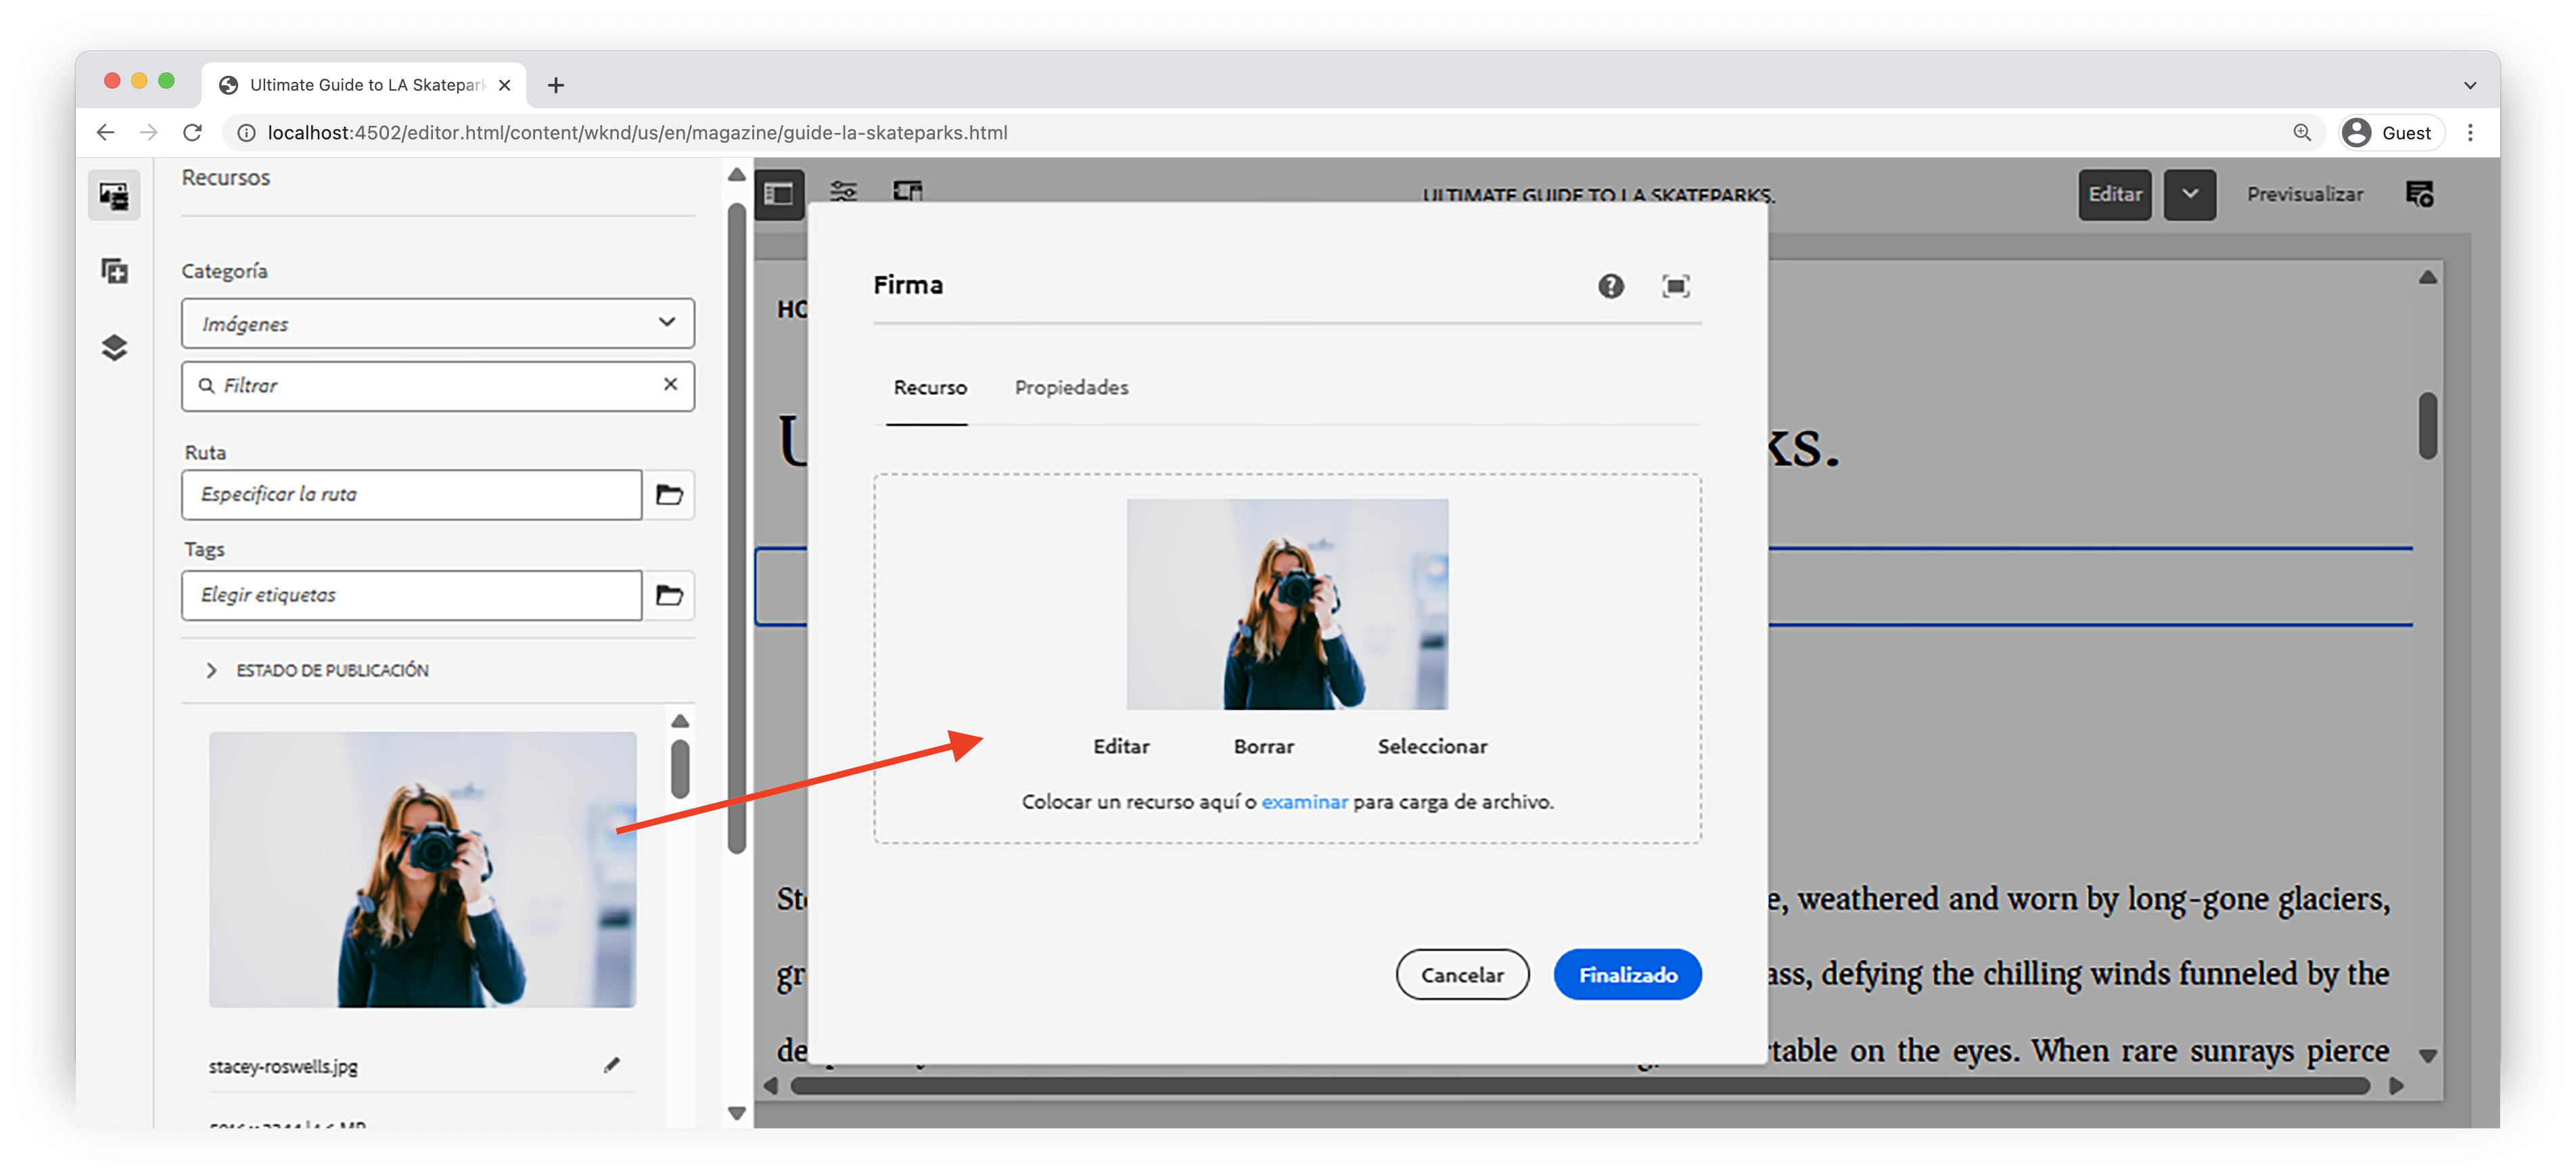 Ultimate Guide to LA Skatepark
localhost:4502/editor.html/content/wknd/us/en/magazine/guide-la-skateparks.html
Guest
Recursos
Categoría
Imágenes
Filtrar
Ruta
Especificar la ruta
Tags
Elegir etiquetas
ESTADO DE PUBLICACIÓN
stacey-roswells.jpg
ULTIMATE GUIDE TO LA SKATEPARKS.
Editar
Previsualizar
HO
U
ks.
Firma
Recurso
Propiedades
Editar Borrar Seleccionar
Colocar un recurso aquí o examinar para carga de archivo.
Cancelar
Finalizado
e, weathered and worn by long-gone glaciers,
gr
ass, defying the chilling winds funneled by the
de
table on the eyes. When rare sunrays pierce